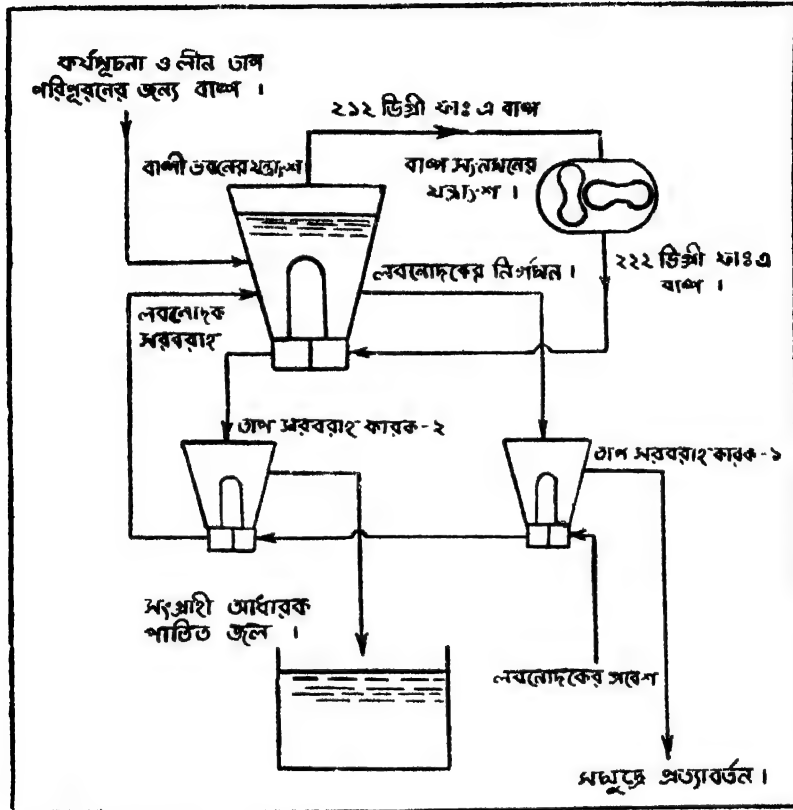 কর্মসূচনা ও লীন তাপ
পরিপূরনের জন্য বাষ্প ।
২১২ ডিগ্রী ফাঃ এ বাষ্প
বাষ্পী ভবনের যন্ত্রাংশ
বাষ্প সংনমনের
যন্ত্রাংশ ।
লবনোদকের নির্গমন ।
২২২ ডিগ্রী ফাঃ এ
বাষ্প ।
লবনোদক
সরবরাহ
তাপ সরবরাহ কারক - ২
তাপ সরবরাহ কারক - ১
সংগ্রাহী আধারক
পাতিত জল ।
লবনোদকের প্রবেশ
সমুদ্রে প্রত্যাবর্তন ।